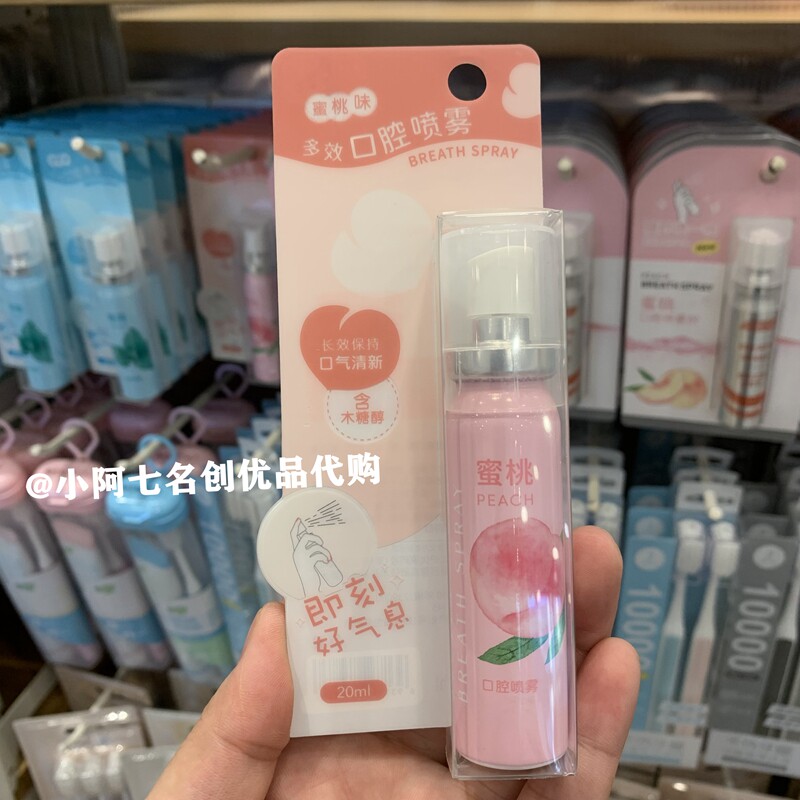 蜜桃味
多效口腔喷雾
BREATH SPRAY
长效保持
口气清新
含
木糖醇
@小阿七名创优品代购
即刻
好气息
20ml
蜜桃
PEACH
BREATH SPRAY
口腔喷雾
BREATH SPRAY
蜜桃
10000
10000